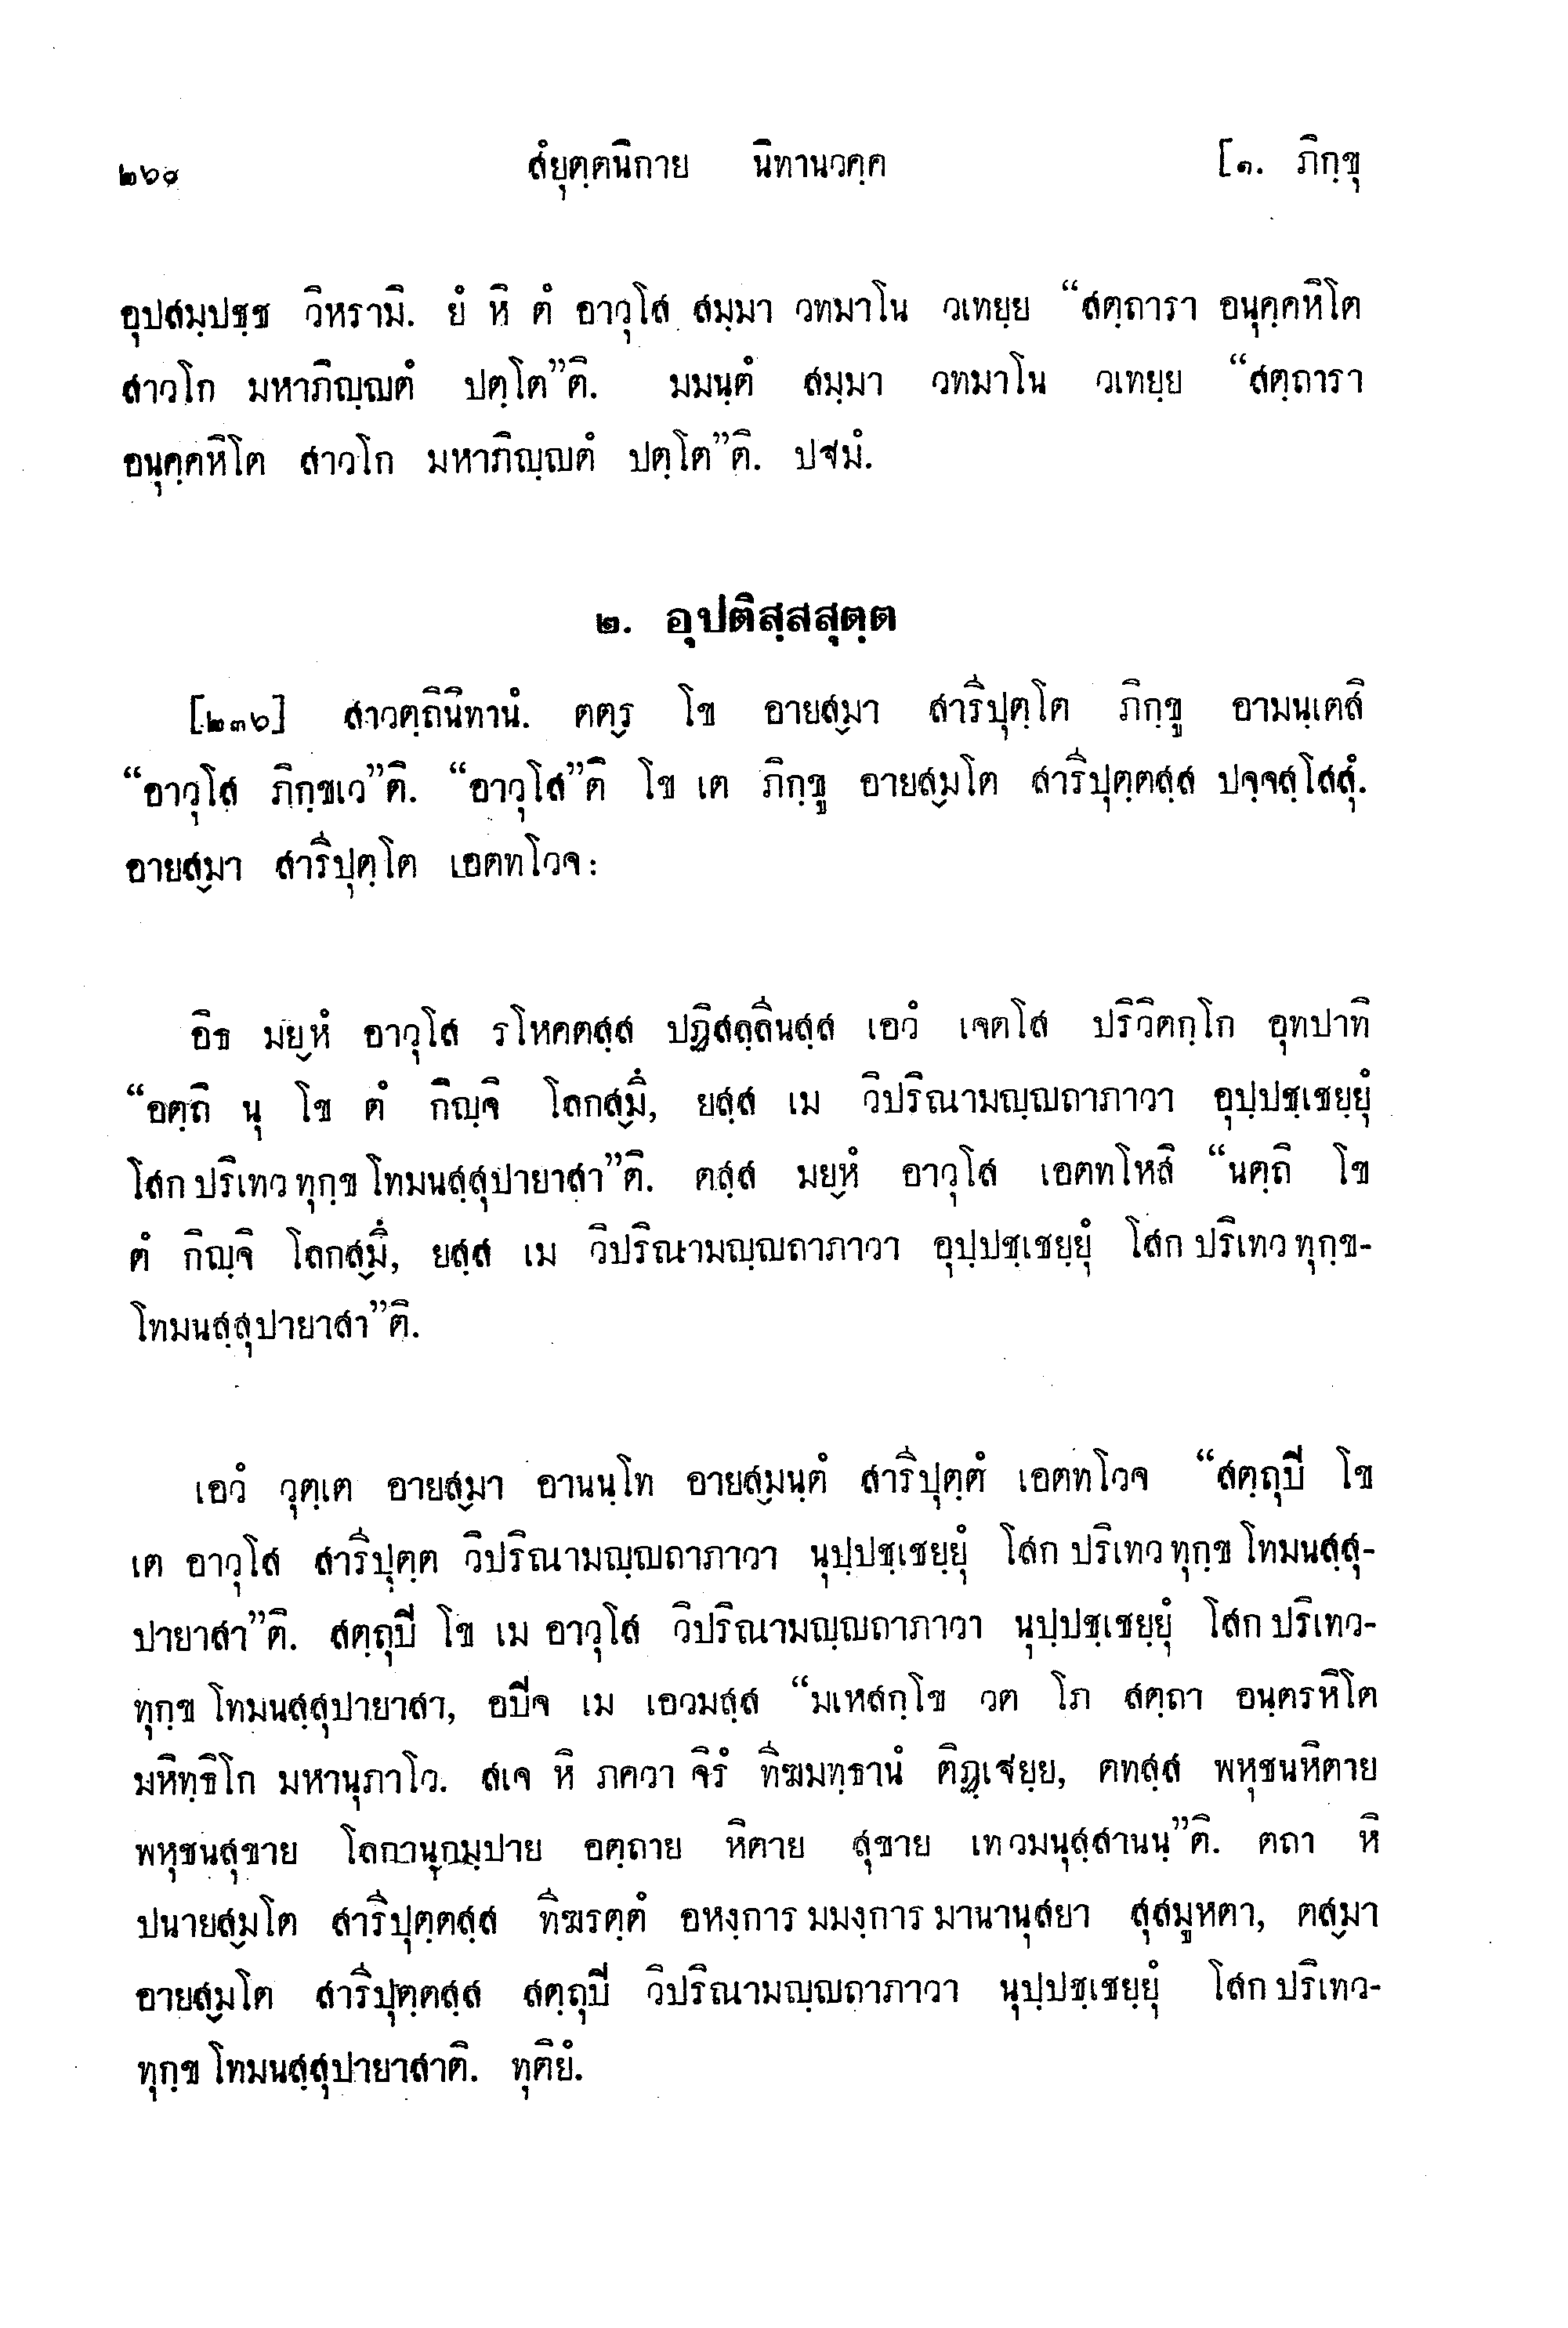 ๒๖๐ สํยุตฺตนิกาย นิทานวคฺค [๑. ภิกฺขุ
อุปสมฺปชฺช วิหรามิ. ยํ หิ ตํ อาวุโส สมฺมา วทมาโน วเทยฺย “สตฺถารา อนุคฺคหิโต
สาวโก มหาภิญฺญตํ ปตฺโต”ติ. มมนฺตํ สมฺมา วทมาโน วเทยฺย “สตฺถารา
อนุคฺคหิโต สาวโก มหาภิญฺญตํ ปตฺโต”ติ. ปฐมํ.
๒. อุปติสฺสสุตฺต
[๒๓๖] สาวตฺถินิทานํ. ตตฺร โข อายสฺมา สาริปุตฺโต ภิกฺขู อามนฺเตสิ
“อาวุโส ภิกฺขเว”ติ. “อาวุโส”ติ โข เต ภิกฺขู อายสฺมโต สาริปุตฺตสฺส ปจฺจสฺโสสุํ.
อายสฺมา สาริปุตฺโต เอตทโวจ:
อิธ มยฺหํ อาวุโส รโหคตสฺส ปฏิสลฺลีนสฺส เอวํ เจตโส ปริวิตกฺโก อุทปาทิ
“อตฺถิ นุ โข ตํ กิญฺจิ โลกสฺมึ, ยสฺส เม วิปริณามญฺญถาภาวา อุปฺปชฺเชยฺยุํ
โสก ปริเทว ทุกฺข โทมนสฺสุปายาสา”ติ. ตสฺส มยฺหํ อาวุโส เอตทโหสิ “นตฺถิ โข
ตํ กิญฺจิ โลกสฺมึ, ยสฺส เม วิปริณามญฺญถาภาวา อุปฺปชฺเชยฺยุํ โสก ปริเทว ทุกฺข-
โทมนสฺสุปายาสา”ติ.
เอวํ วุตฺเต อายสฺมา อานนฺโท อายสฺมนฺตํ สาริปุตฺตํ เอตทโวจ “สตฺถุปี โข
เต อาวุโส สาริปุตฺต วิปริณามญฺญถาภาวา นุปฺปชฺเชยฺยุํ โสก ปริเทว ทุกฺข โทมนสฺสุ-
ปายาสา”ติ. สตฺถุปี โข เม อาวุโส วิปริณามญฺญถาภาวา นุปฺปชฺเชยฺยุํ โสก ปริเทว-
ทุกฺข โทมนสฺสุปายาสา, อปีจ เม เอวมสฺส “มเหสกฺโข วต โภ สตฺถา อนฺตรหิโต
มหิทฺธิโก มหานุภาโว. สเจ หิ ภควา จิรํ ทีฆมทฺธานํ ติฏฺเฐยฺย, ตทสฺส พหุชนหิตาย
พหุชนสุขาย โลกานุกมฺปาย อตฺถาย หิตาย สุขาย เทวมนุสฺสานนฺ”ติ. ตถา หิ
ปนายสฺมโต สาริปุตฺตสฺส ทีฆรตฺตํ อหงฺการ มมงฺการ มานานุสยา สุสมูหตา, ตสฺมา
อายสฺมโต สาริปุตฺตสฺส สตฺถุปี วิปริณามญฺญถาภาวา นุปฺปชฺเชยฺยุํ โสก ปริเทว-
ทุกฺข โทมนสฺสุปายาสาติ. ทุติยํ.